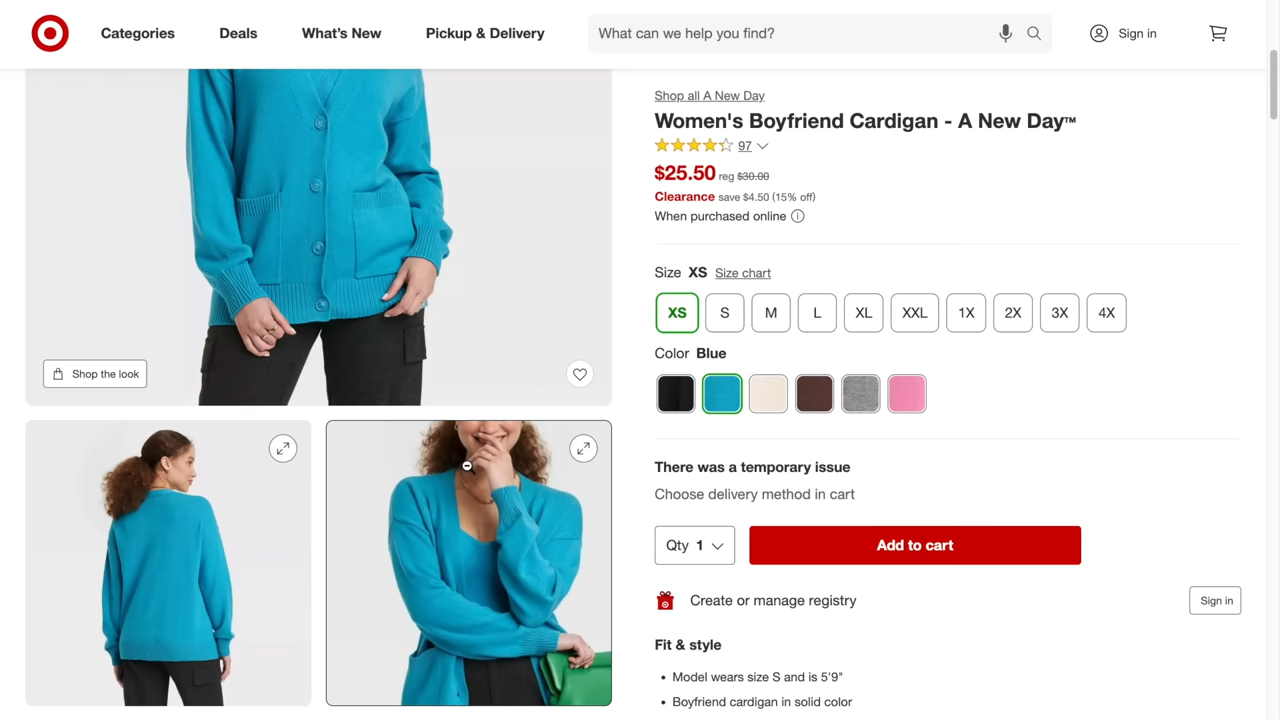 Categories
Deals
What's New
Pickup & Delivery
What can we help you find?
Sign in
Shop all A New Day
Women's Boyfriend Cardigan - A New Day™
97
$25.50 reg $30.00
Clearance save $4.50 (15% off)
When purchased online
Size XS Size chart
XS S M L XL XXL 1X 2X 3X 4X
Color Blue
Shop the look
There was a temporary issue
Choose delivery method in cart
Qty 1
Add to cart
Create or manage registry
Sign in
Fit & style
• Model wears size S and is 5'9"
• Boyfriend cardigan in solid color